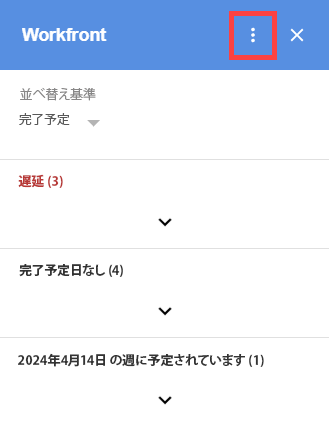 Workfront
並べ替え基準
完了予定
遅延 (3)
完了予定日なし (4)
2024年4月14日 の週に予定されています (1)